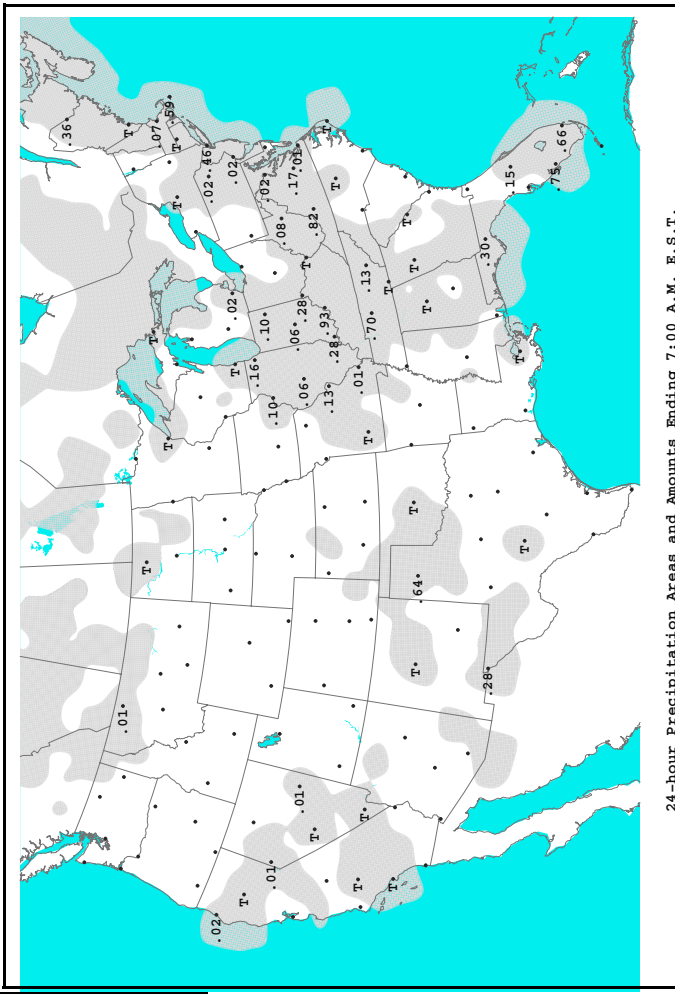 .36
.01
T
T
T
T
.07
T
T
.59
.02
.02
.46
T
T
.02
.02
.16
.10
.02
.01
.10
.08
.06
.17
.01
.06
.28
T
.01
T
.13
.93
.82
T
.28
T
T
.01
T
T
.13
.70
T
T
T
T
T
T
.64
T
.28
.30
T
T
.15
.75
.66
24-hour Precipitation Areas and Amounts Ending 7:00 A.M. E.S.T.